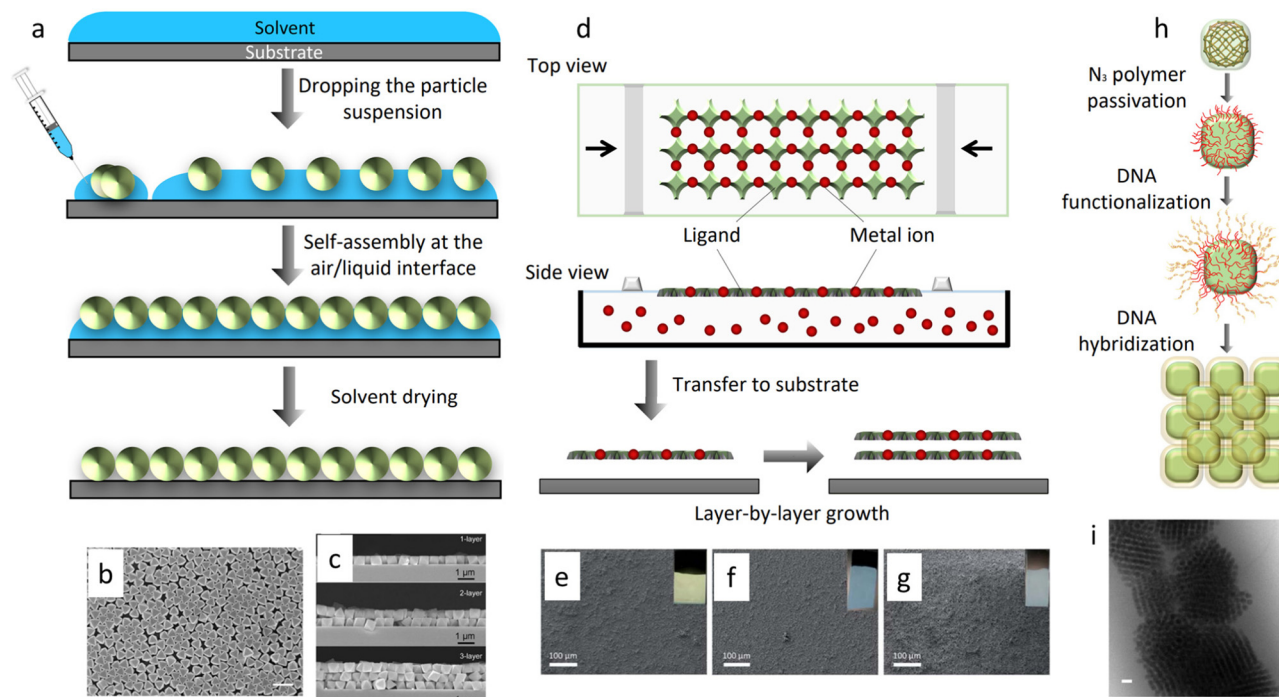 a
Solvent
Substrate
Dropping the particle
suspension
Self-assembly at the
air/liquid interface
Solvent drying
b
c
1-layer
1 μm
2-layer
1 μm
3-layer
1 μm
d
Top view
Ligand
Metal ion
Side view
Transfer to substrate
Layer-by-layer growth
e
100 μm
f
100 μm
g
100 μm
h
N₃ polymer
passivation
DNA
functionalization
DNA
hybridization
i